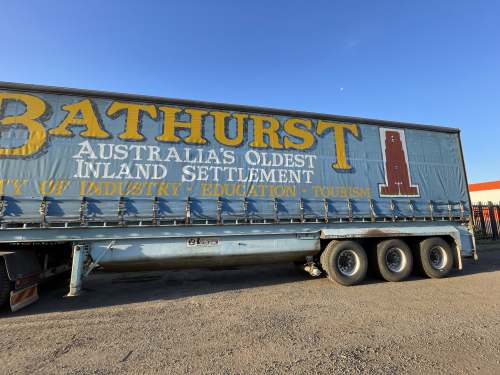 BATHURST
AUSTRALIA'S OLDEST
INLAND SETTLEMENT
TY OF INDUSTRY · EDUCATION · TOURISM